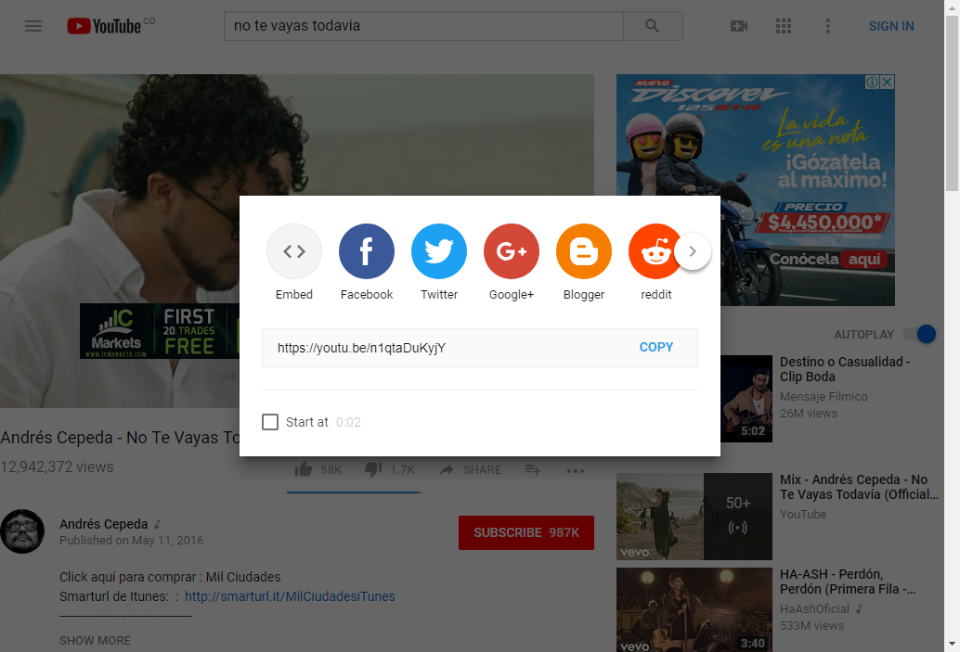 YouTube CO
no te vayas todavia
SIGN IN
NUEVA
DISCOVER
125 ST-R
La vida
es una nota
¡Gózatela
al máximo!
PRECIO
$4.450.000*
Conócela aquí
Embed
Facebook
Twitter
G+
Google+
Blogger
reddit
https://youtu.be/n1qtaDuKyjY
COPY
Start at 0:02
IC
Markets
WWW.ICMARKETS.COM
FIRST
20 TRADES
FREE
Andrés Cepeda - No Te Vayas To
12,942,372 views
58K
1.7K
SHARE
Andrés Cepeda
Published on May 11, 2016
SUBSCRIBE 987K
Click aquí para comprar : Mil Ciudades
Smarturl de Itunes: : http://smarturl.it/MilCiudadesiTunes
--------------------------------------
SHOW MORE
AUTOPLAY
5:02
Destino o Casualidad -
Clip Boda
Mensaje Filmico
26M views
vevo
50+
Mix - Andrés Cepeda - No
Te Vayas Todavía (Official...
YouTube
vevo
3:40
HA-ASH - Perdón,
Perdón (Primera Fila -...
HaAshOficial
533M views